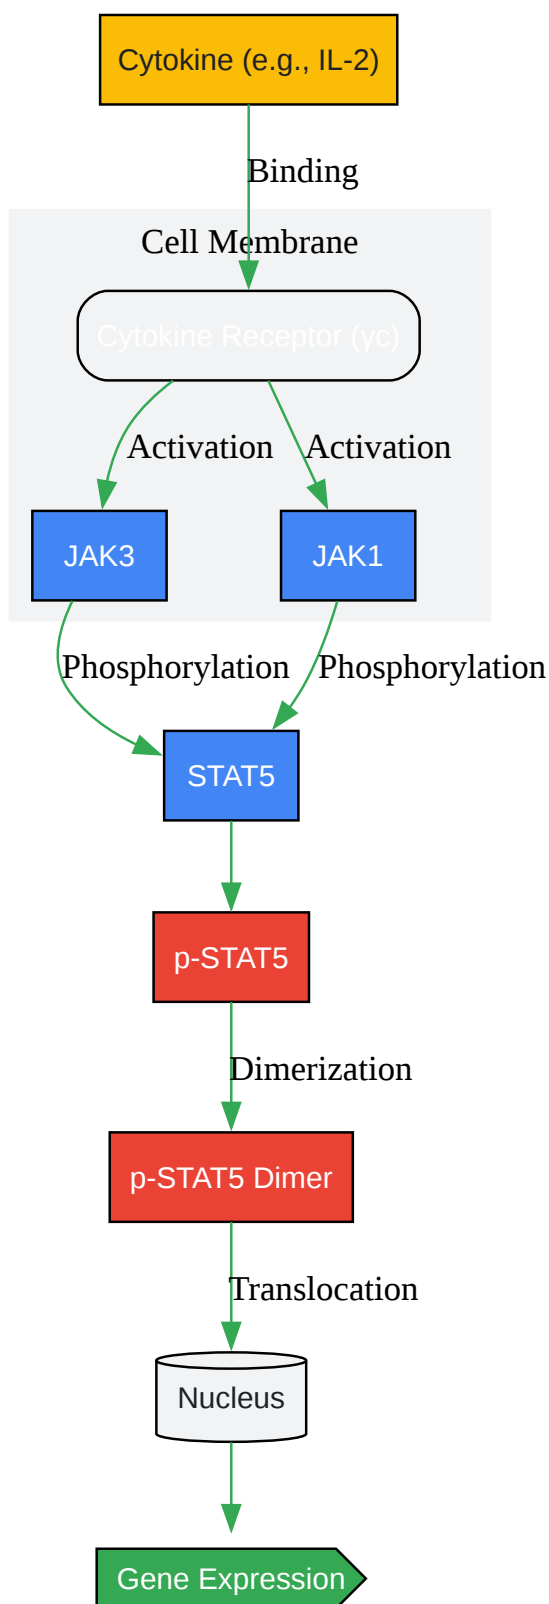 Cytokine (e.g., IL-2)
Binding
Cell Membrane
Cytokine Receptor (γc)
Activation
Activation
JAK3
JAK1
Phosphorylation
Phosphorylation
STAT5
p-STAT5
Dimerization
p-STAT5 Dimer
Translocation
Nucleus
Gene Expression